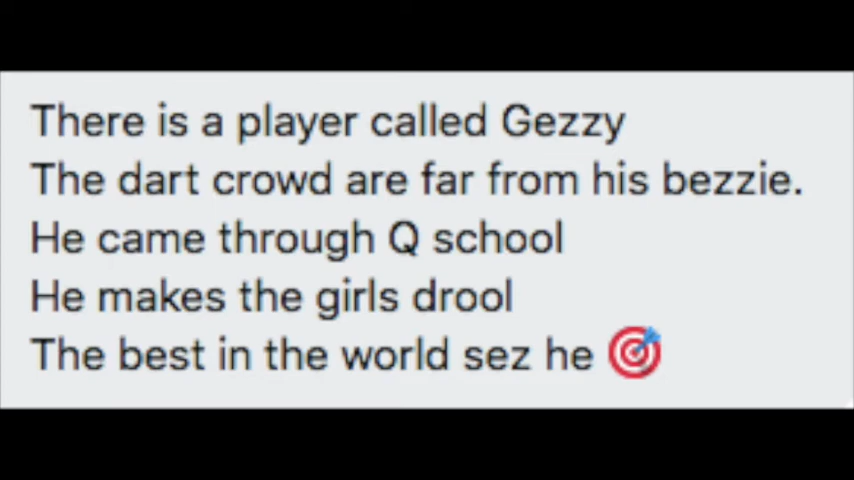 There is a player called Gezzy
The dart crowd are far from his bezzie.
He came through Q school
He makes the girls drool
The best in the world sez he 🎯